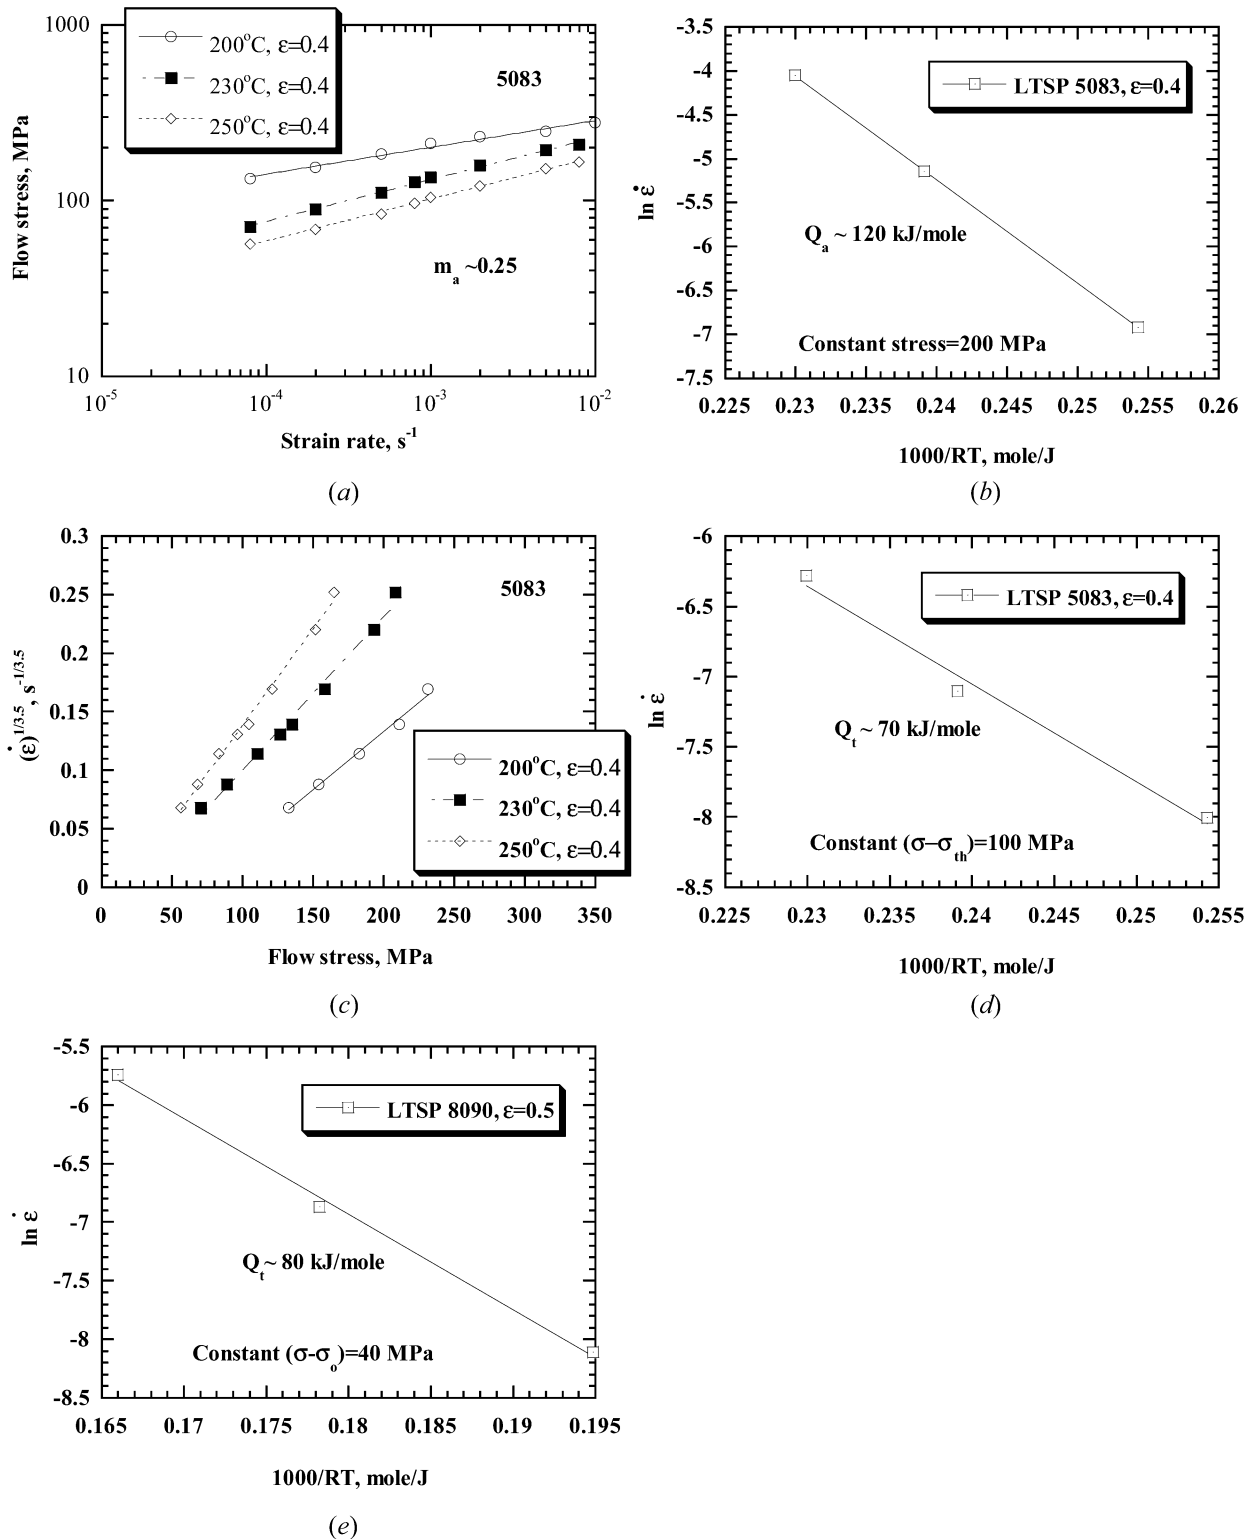 1000
100
10
10⁻⁵
10⁻⁴
10⁻³
10⁻²
Flow stress, MPa
Strain rate, s⁻¹
200°C, ε=0.4
230°C, ε=0.4
250°C, ε=0.4
5083
mₐ ~0.25
(a)
-3.5
-4
-4.5
-5
-5.5
-6
-6.5
-7
-7.5
0.225
0.23
0.235
0.24
0.245
0.25
0.255
0.26
ln ε̇
1000/RT, mole/J
LTSP 5083, ε=0.4
Qₐ ~ 120 kJ/mole
Constant stress=200 MPa
(b)
0.3
0.25
0.2
0.15
0.1
0.05
0
0
50
100
150
200
250
300
350
(ε̇)^1/3.5, s^-1/3.5
Flow stress, MPa
5083
200°C, ε=0.4
230°C, ε=0.4
250°C, ε=0.4
(c)
-6
-6.5
-7
-7.5
-8
-8.5
0.225
0.23
0.235
0.24
0.245
0.25
0.255
ln ε̇
1000/RT, mole/J
LTSP 5083, ε=0.4
Qₜ ~ 70 kJ/mole
Constant (σ−σₜₕ)=100 MPa
(d)
-5.5
-6
-6.5
-7
-7.5
-8
-8.5
0.165
0.17
0.175
0.18
0.185
0.19
0.195
ln ε̇
1000/RT, mole/J
LTSP 8090, ε=0.5
Qₜ~ 80 kJ/mole
Constant (σ-σₒ)=40 MPa
(e)